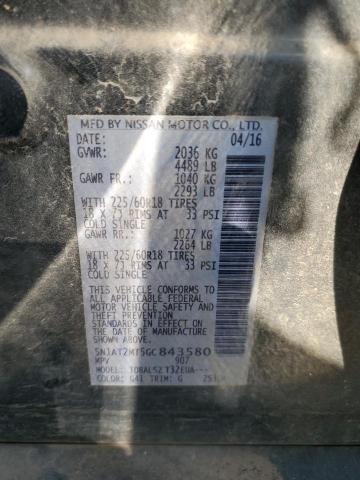 MFD BY NISSAN MOTOR CO., LTD.
DATE: 04/16
GVWR: 2036 KG
4489 LB
GAWR FR.: 1040 KG
2293 LB
WITH 225/60R18 TIRES
18 X 7J RIMS AT 33 PSI
COLD SINGLE
GAWR RR.: 1027 KG
2264 LB
WITH 225/60R18 TIRES
18 X 7J RIMS AT 33 PSI
COLD SINGLE
THIS VEHICLE CONFORMS TO ALL
APPLICABLE FEDERAL MOTOR
VEHICLE SAFETY STANDARDS
IN EFFECT ON THE DATE OF
MANUFACTURE SHOWN ABOVE.
5N1AT2MT5GC843580
MPV 907
MODEL:
COLOR: G41 TRIM: G